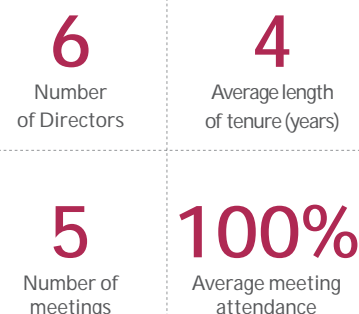 6
Number
of Directors
4
Average length
of tenure (years)
5
Number of
meetings
100%
Average meeting
attendance